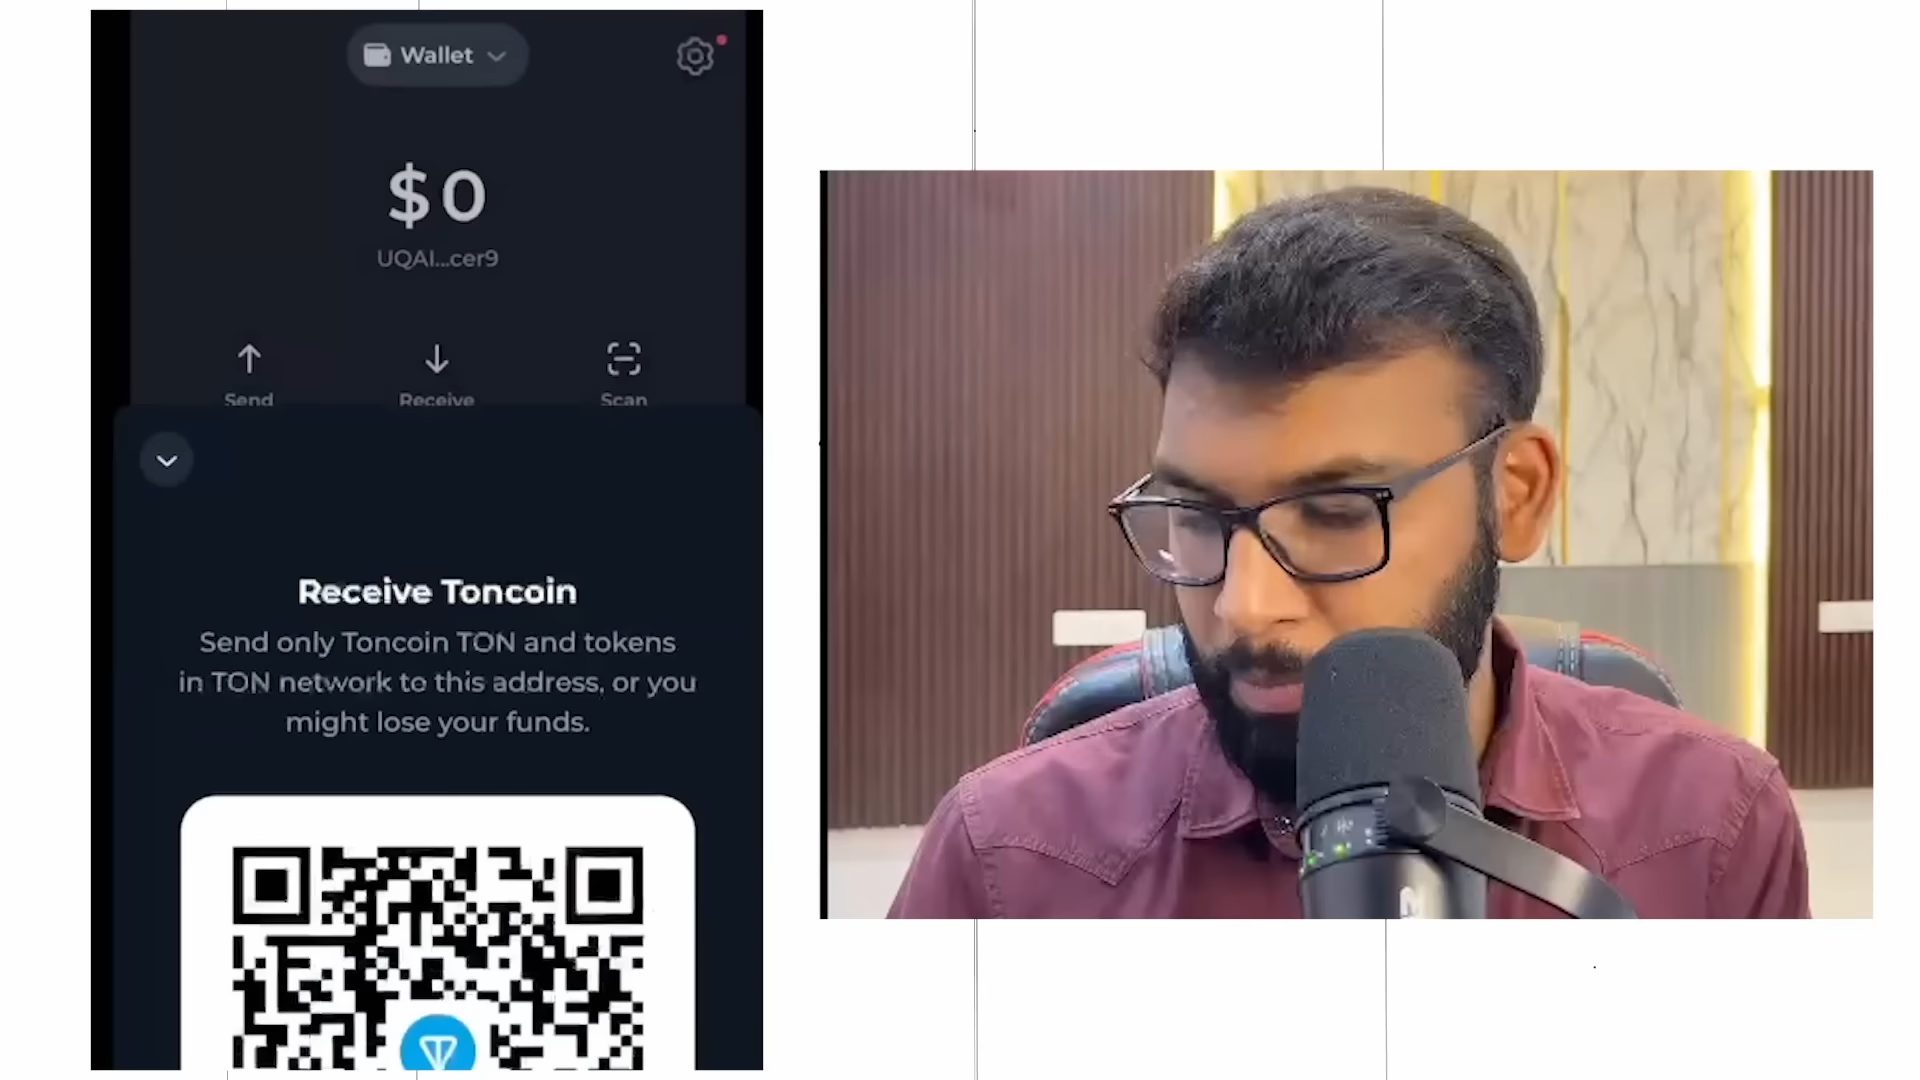 Wallet
$0
UQAI...cer9
Send
Receive
Scan
Receive Toncoin
Send only Toncoin TON and tokens
in TON network to this address, or you
might lose your funds.